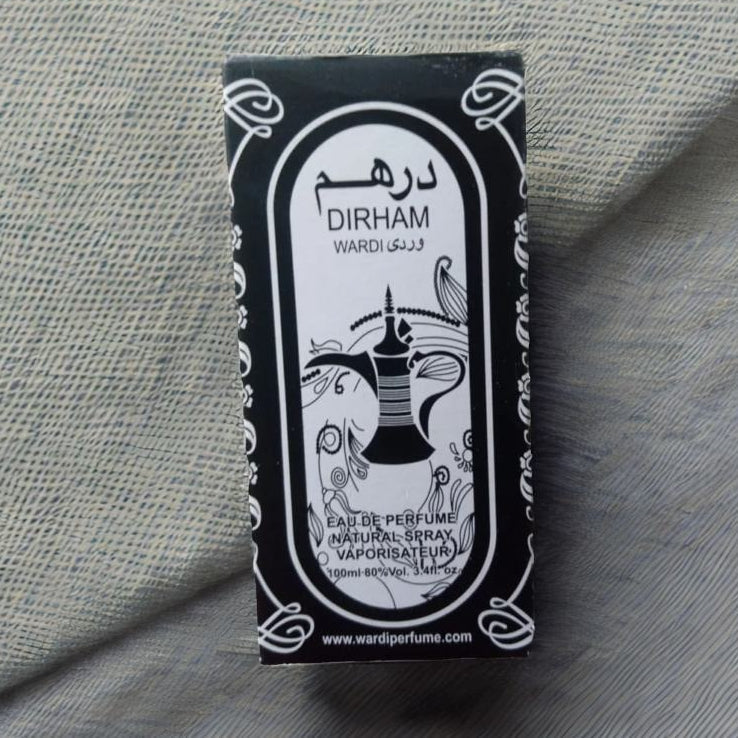 درهم
DIRHAM
WARDI وردى
EAU DE PERFUME
NATURAL SPRAY
VAPORISATEUR
100ml 80%Vol. 3.4fl. oz.
www.wardiperfume.com